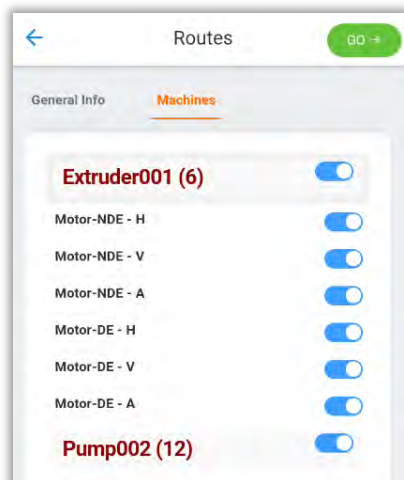 Routes
GO →
General Info Machines
Extruder001 (6)
Motor-NDE - H
Motor-NDE - V
Motor-NDE - A
Motor-DE - H
Motor-DE - V
Motor-DE - A
Pump002 (12)